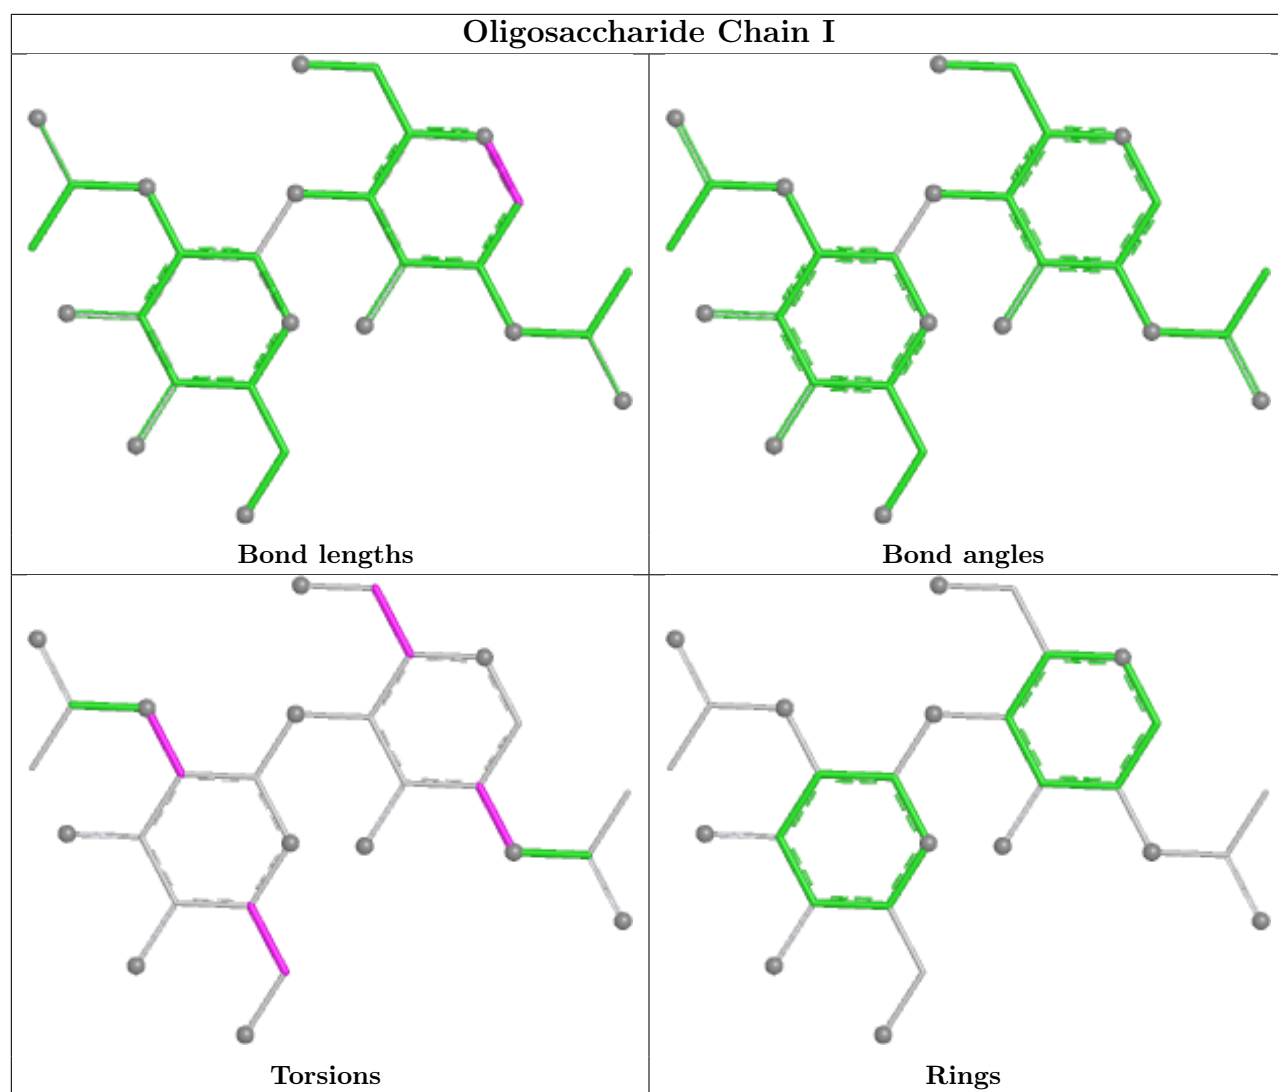 Oligosaccharide Chain I
Bond lengths
Bond angles
Torsions
Rings